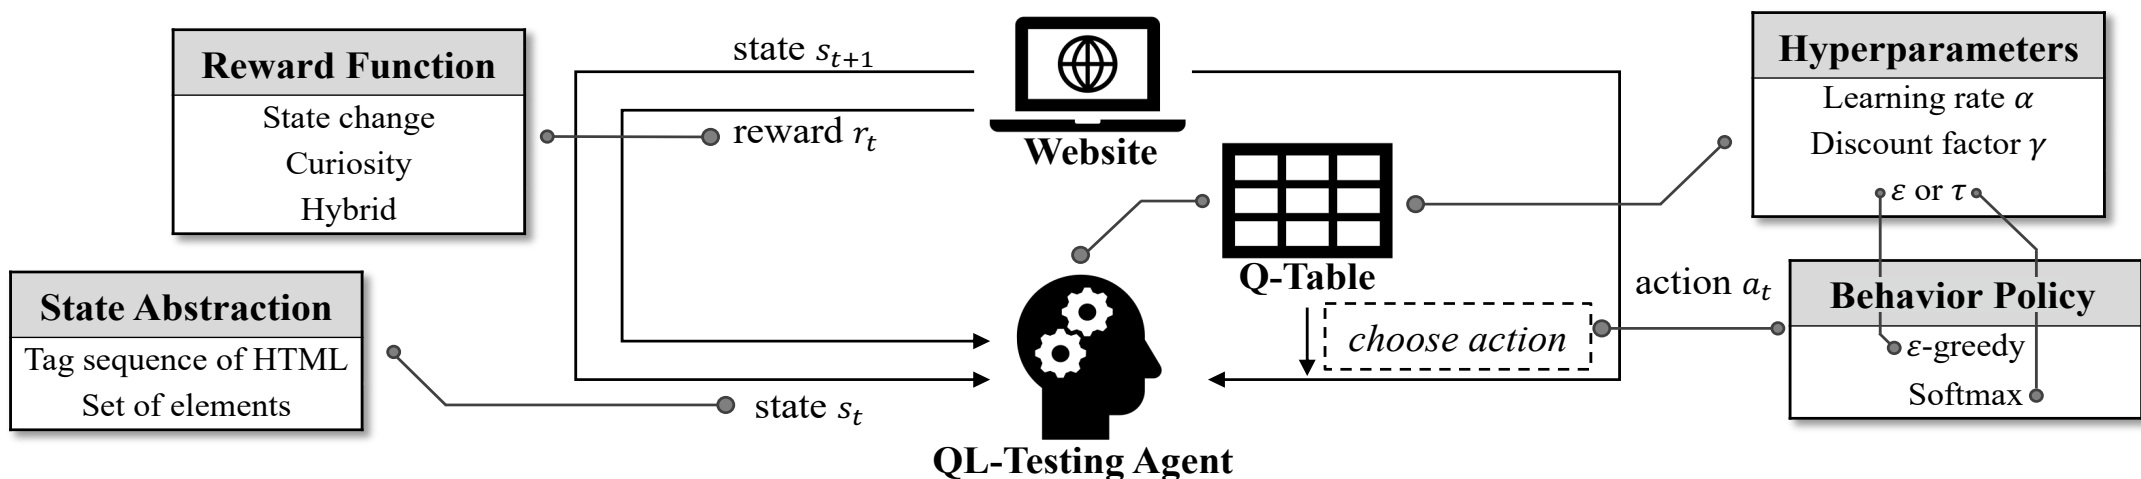 Reward Function
State change
Curiosity
Hybrid
State Abstraction
Tag sequence of HTML
Set of elements
state s_{t+1}
reward r_t
state s_t
Website
Q-Table
choose action
QL-Testing Agent
action a_t
Hyperparameters
Learning rate α
Discount factor γ
ε or τ
Behavior Policy
ε-greedy
Softmax